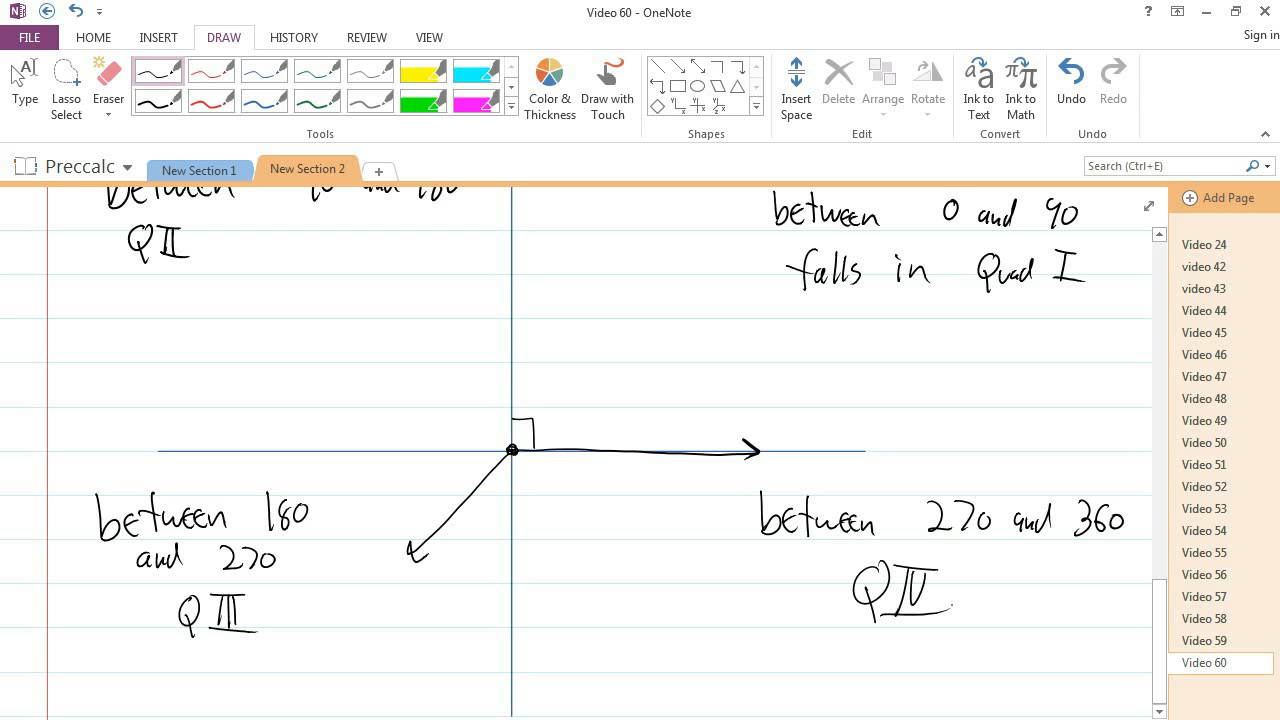 Video 60 - OneNote
Sign in
FILE HOME INSERT DRAW HISTORY REVIEW VIEW
Type
Lasso Select
Eraser
Color & Thickness
Draw with Touch
Insert Space
Delete
Arrange
Rotate
Ink to Text
Ink to Math
Undo
Redo
Tools
Shapes
Edit
Convert
Undo
Preccalc
New Section 1
New Section 2
Search (Ctrl+E)
between 90 and 180
QII
between 0 and 90
falls in Quad I
between 180
and 270
QIII
between 270 and 360
QIV
Add Page
Video 24
video 42
video 43
Video 44
Video 45
Video 46
Video 47
Video 48
Video 49
Video 50
Video 51
Video 52
Video 53
Video 54
Video 55
Video 56
Video 57
Video 58
Video 59
Video 60